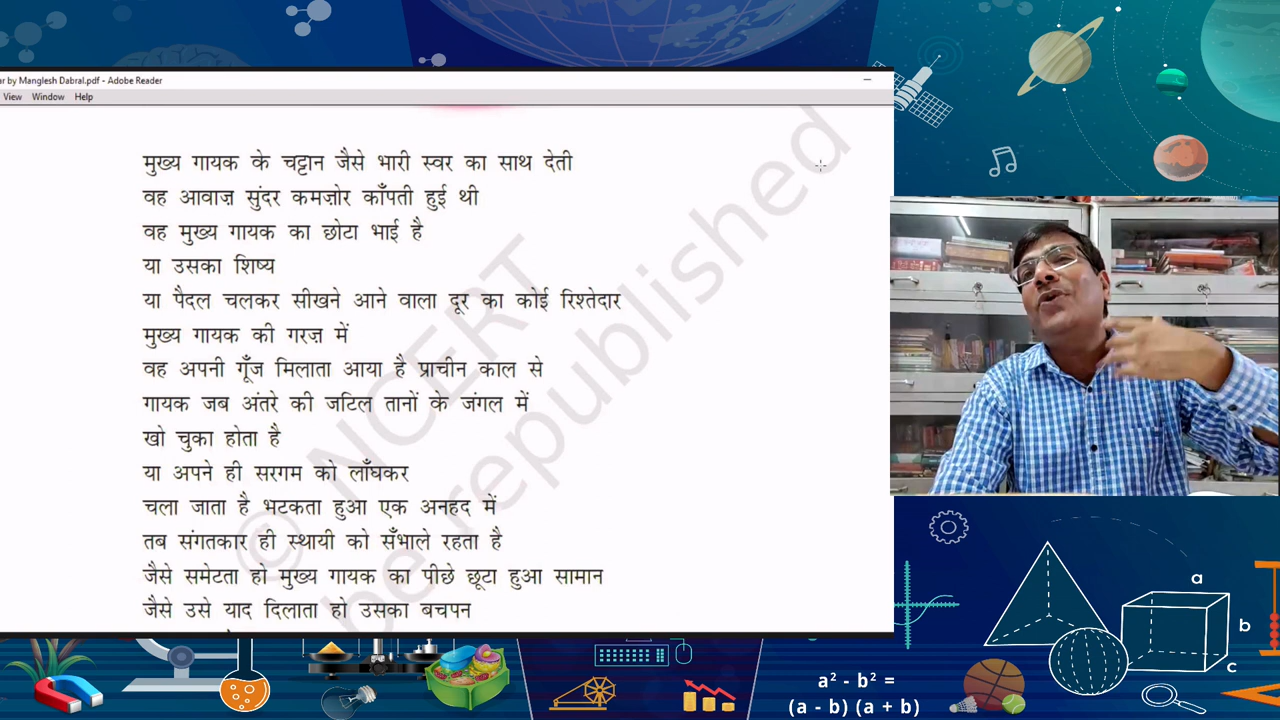 ar by Manglesh Dabral.pdf - Adobe Reader
View Window Help
मुख्य गायक के चट्टान जैसे भारी स्वर का साथ देती
वह आवाज़ सुंदर कमज़ोर काँपती हुई थी
वह मुख्य गायक का छोटा भाई है
या उसका शिष्य
या पैदल चलकर सीखने आने वाला दूर का कोई रिश्तेदार
मुख्य गायक की गरज़ में
वह अपनी गूँज मिलाता आया है प्राचीन काल से
गायक जब अंतरे की जटिल तानों के जंगल में
खो चुका होता है
या अपने ही सरगम को लाँघकर
चला जाता है भटकता हुआ एक अनहद में
तब संगतकार ही स्थायी को सँभाले रहता है
जैसे समेटता हो मुख्य गायक का पीछे छूटा हुआ सामान
जैसे उसे याद दिलाता हो उसका बचपन
© NCERT
be republished
a
b
c
a² - b² =
(a - b) (a + b)